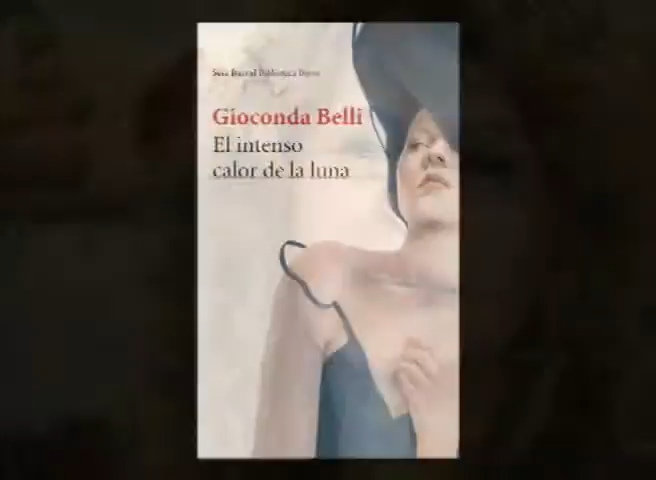 Seix Barral Biblioteca Breve
Gioconda Belli
El intenso
calor de la luna